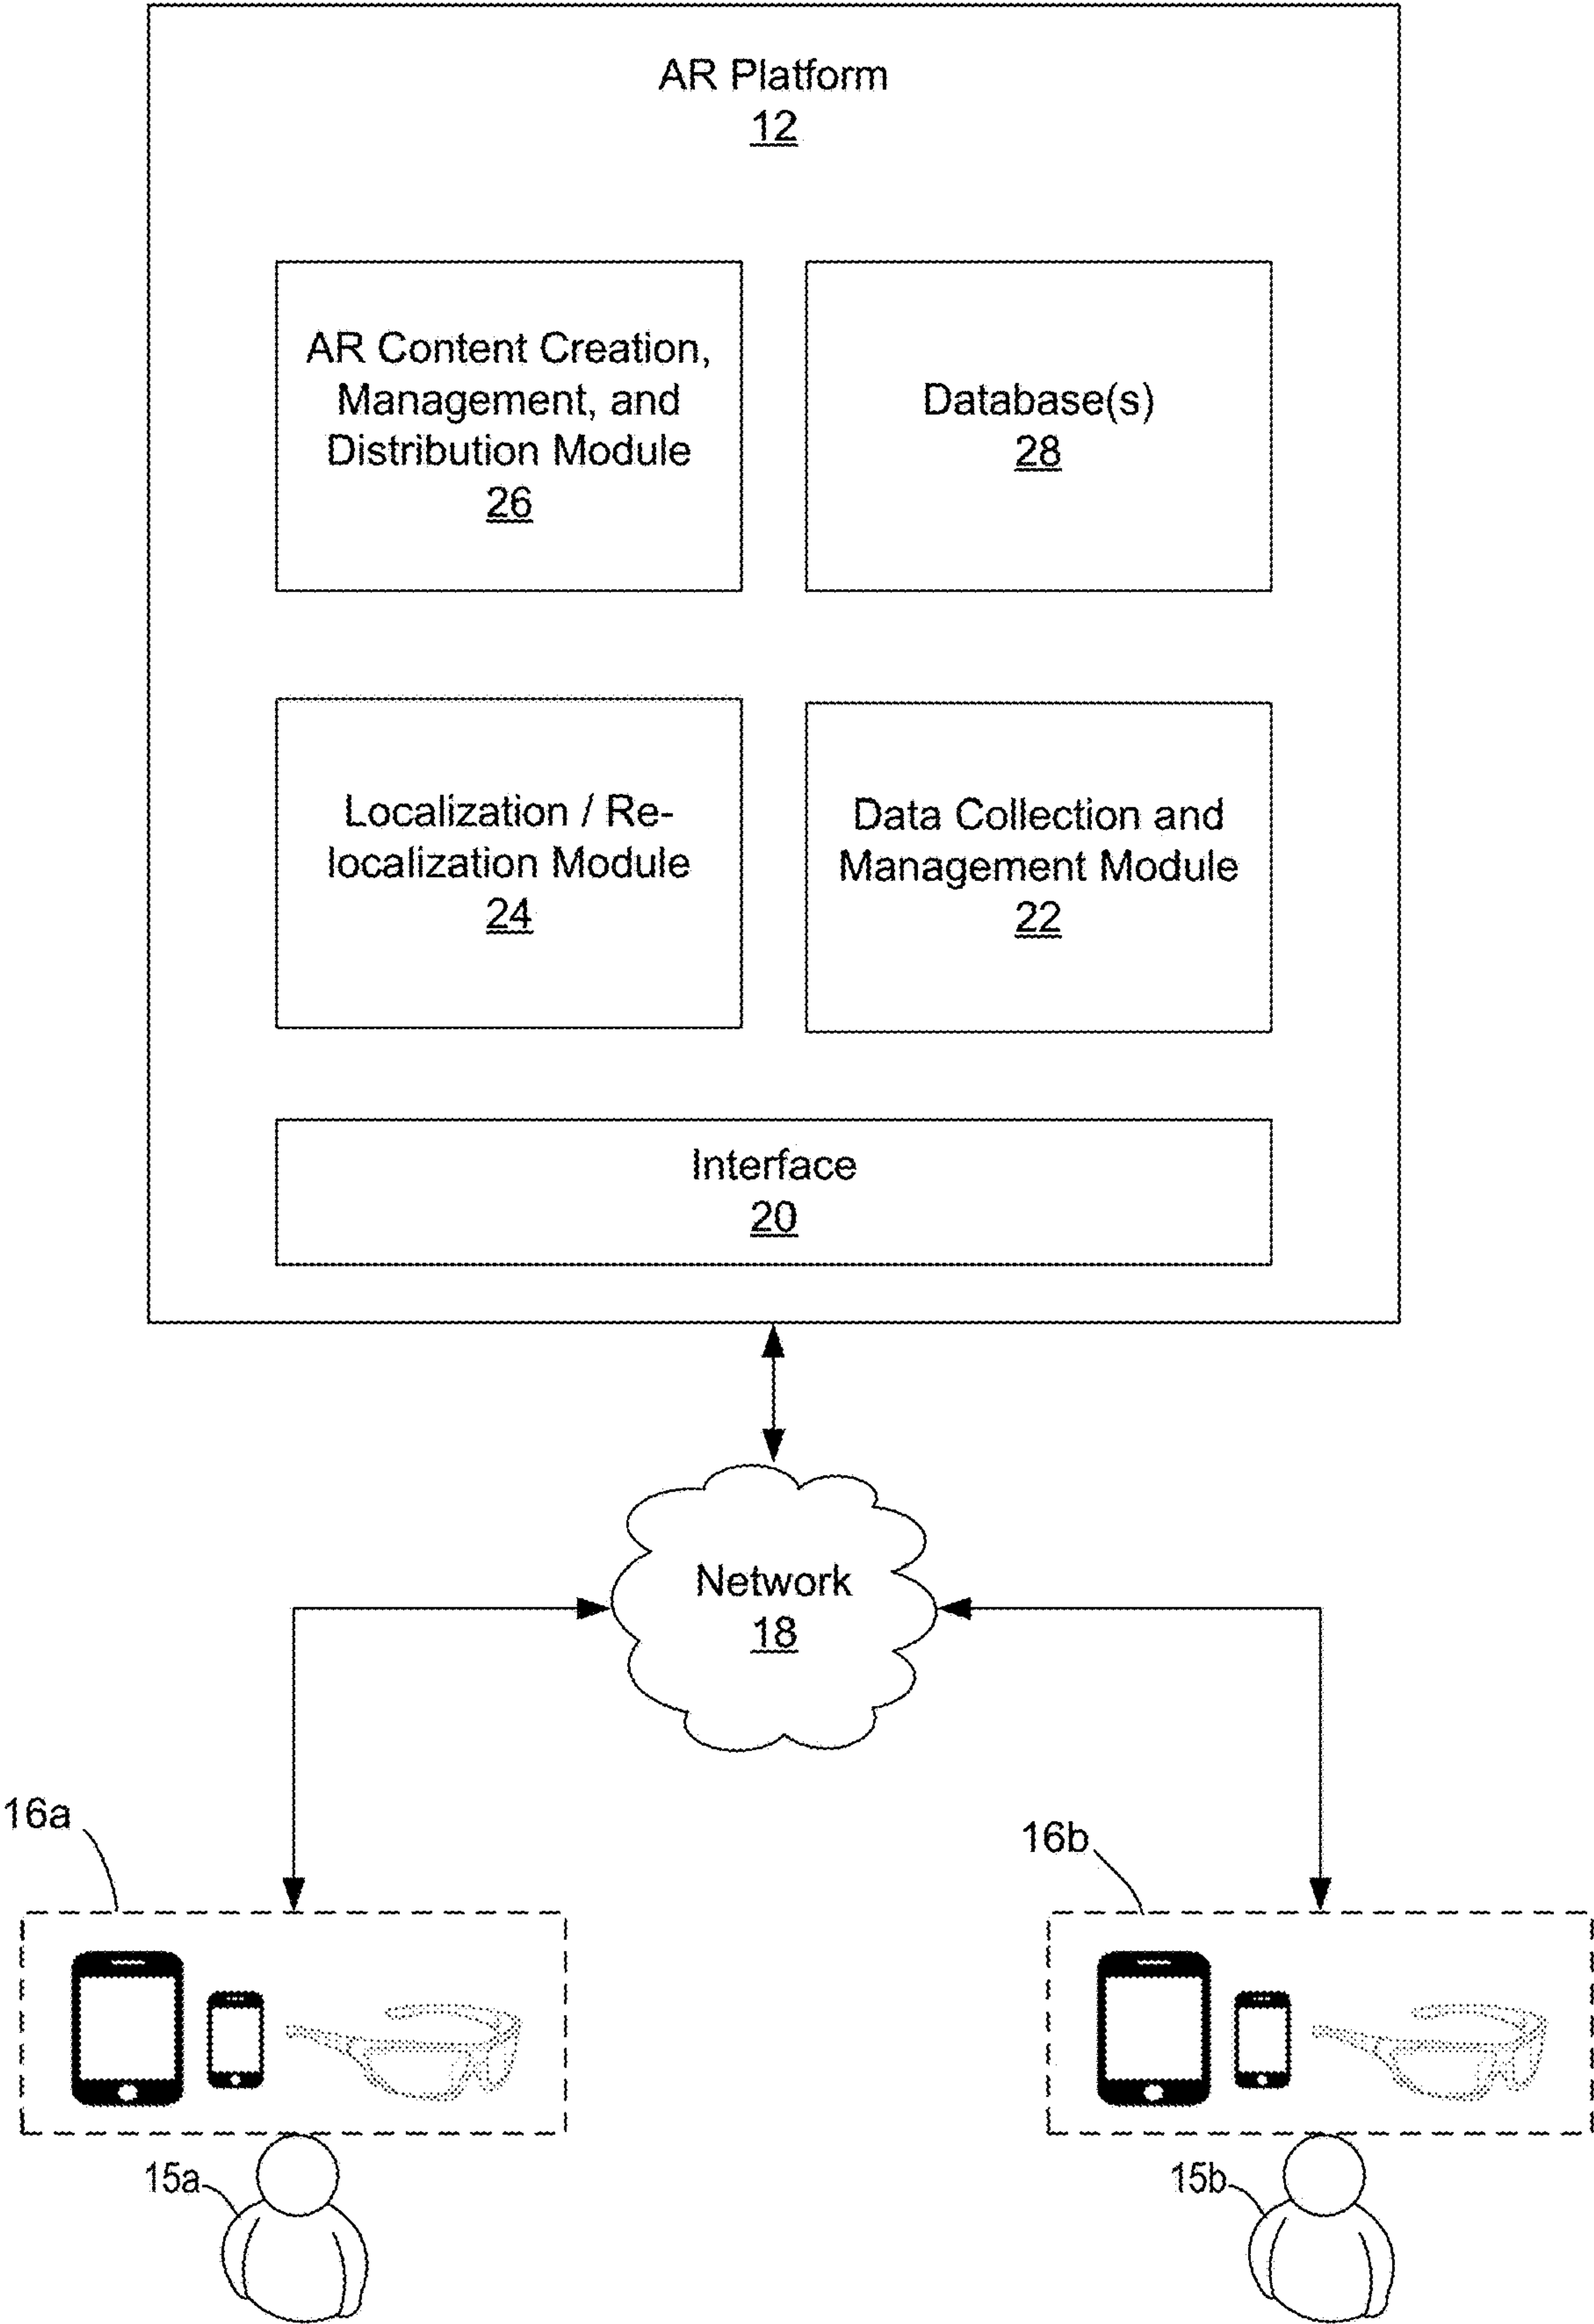 AR Platform
12
AR Content Creation,
Management, and
Distribution Module
26
Database(s)
28
Localization / Re-
localization Module
24
Data Collection and
Management Module
22
Interface
20
Network
18
16a
16b
15a
15b